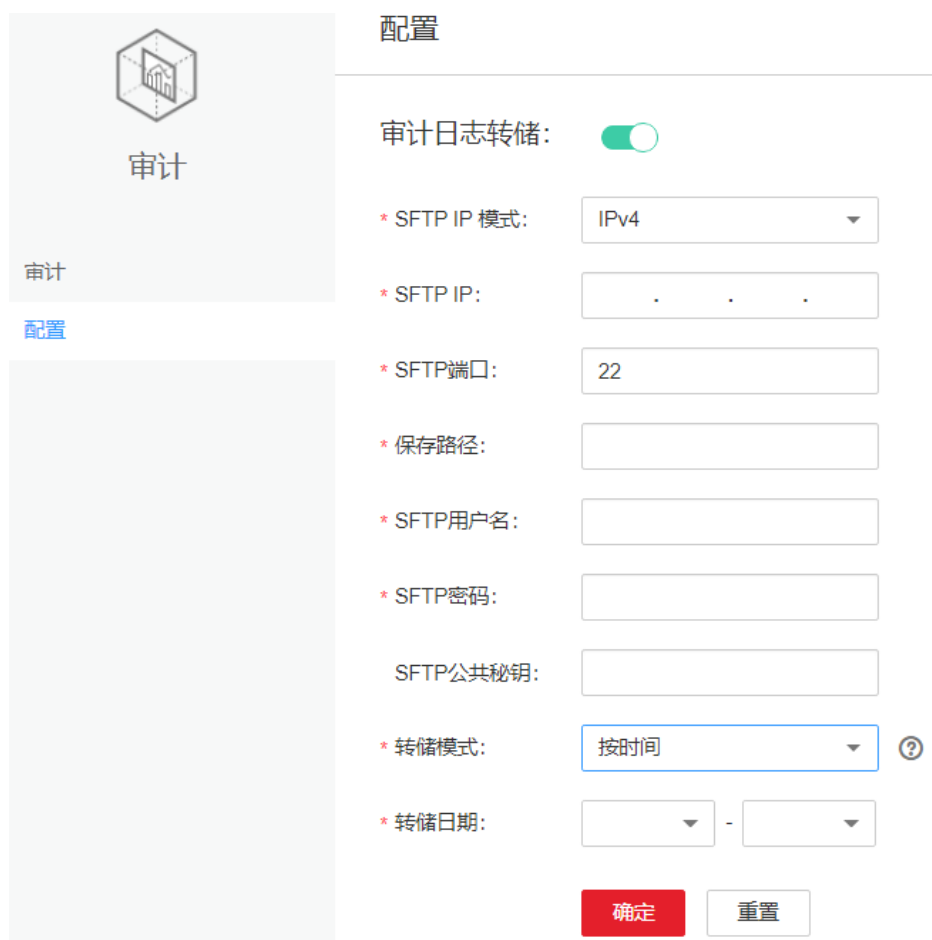 审计
审计
配置
配置
审计日志转储：
* SFTP IP 模式： IPv4
* SFTP IP： . . .
* SFTP端口： 22
* 保存路径：
* SFTP用户名：
* SFTP密码：
SFTP公共秘钥：
* 转储模式： 按时间 ?
* 转储日期： -
确定 重置